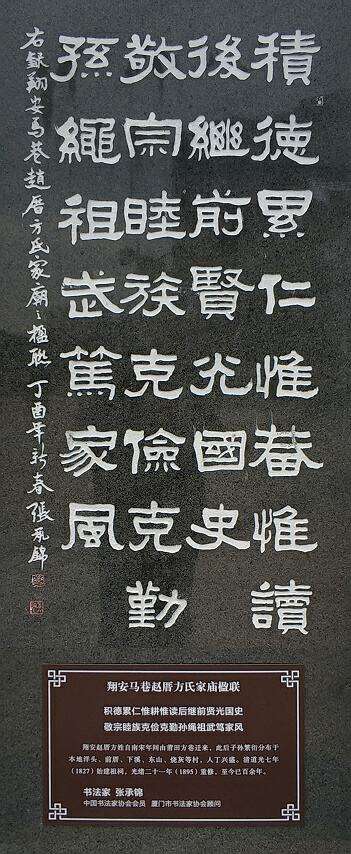 積德累仁惟畊惟讀
後繼前賢光國史
敬宗睦族克儉克勤
孫繩祖武篤家風
右録翔安马巷趙厝方氏家廟之楹聯丁酉年新春張承錦
翔安马巷赵厝方氏家庙楹联
积德累仁惟耕惟读后继前贤光国史
敬宗睦族克俭克勤孙绳祖武笃家风
翔安赵厝方姓自南宋年间由莆田方巷迁来，此后子孙繁衍分布于
本地洋头、前厝、下溪、东山、烧灰等村，人丁兴盛。清道光七年
（1827）始建祖祠，光绪二十一年（1895）重修，至今已百余年。
书法家 张承锦
中国书法家协会会员 厦门市书法家协会顾问